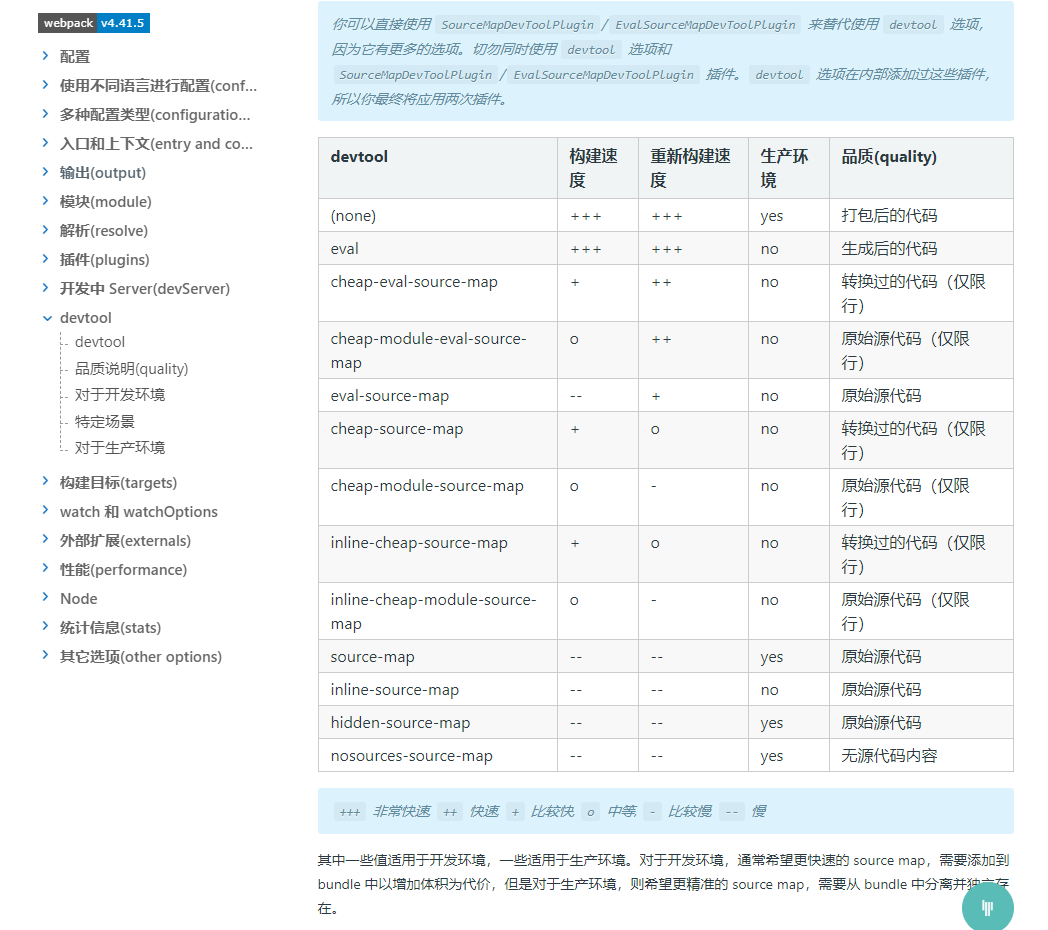 webpack v4.41.5
配置
使用不同语言进行配置(conf...
多种配置类型(configuratio...
入口和上下文(entry and co...
输出(output)
模块(module)
解析(resolve)
插件(plugins)
开发中 Server(devServer)
devtool
devtool
品质说明(quality)
对于开发环境
特定场景
对于生产环境
构建目标(targets)
watch 和 watchOptions
外部扩展(externals)
性能(performance)
Node
统计信息(stats)
其它选项(other options)
你可以直接使用 SourceMapDevToolPlugin / EvalSourceMapDevToolPlugin 来替代使用 devtool 选项,
因为它有更多的选项。切勿同时使用 devtool 选项和
SourceMapDevToolPlugin / EvalSourceMapDevToolPlugin 插件。devtool 选项在内部添加过这些插件,
所以你最终将应用两次插件。
devtool 构建速 重新构建速 生产环 品质(quality)
度 度 境
(none) +++ +++ yes 打包后的代码
eval +++ +++ no 生成后的代码
cheap-eval-source-map + ++ no 转换过的代码（仅限
行）
cheap-module-eval-source- o ++ no 原始源代码（仅限
map 行）
eval-source-map -- + no 原始源代码
cheap-source-map + o no 转换过的代码（仅限
行）
cheap-module-source-map o - no 原始源代码（仅限
行）
inline-cheap-source-map + o no 转换过的代码（仅限
行）
inline-cheap-module-source- o - no 原始源代码（仅限
map 行）
source-map -- -- yes 原始源代码
inline-source-map -- -- no 原始源代码
hidden-source-map -- -- yes 原始源代码
nosources-source-map -- -- yes 无源代码内容
+++ 非常快速, ++ 快速, + 比较快, o 中等, - 比较慢, -- 慢
其中一些值适用于开发环境，一些适用于生产环境。对于开发环境，通常希望更快速的 source map，需要添加到
bundle 中以增加体积为代价，但是对于生产环境，则希望更精准的 source map，需要从 bundle 中分离并独立存
在。